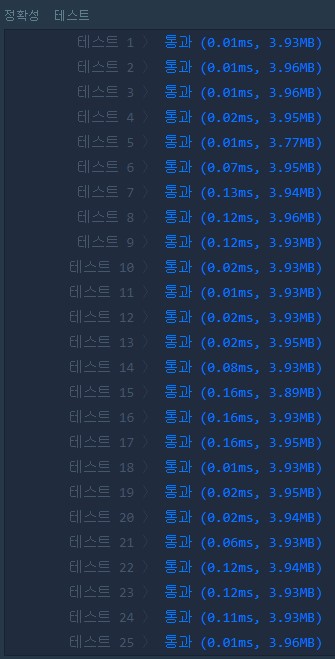 정확성 테스트
테스트 1 〉 통과 (0.01ms, 3.93MB)
테스트 2 〉 통과 (0.01ms, 3.96MB)
테스트 3 〉 통과 (0.01ms, 3.96MB)
테스트 4 〉 통과 (0.02ms, 3.95MB)
테스트 5 〉 통과 (0.01ms, 3.77MB)
테스트 6 〉 통과 (0.07ms, 3.95MB)
테스트 7 〉 통과 (0.13ms, 3.94MB)
테스트 8 〉 통과 (0.12ms, 3.96MB)
테스트 9 〉 통과 (0.12ms, 3.93MB)
테스트 10 〉 통과 (0.02ms, 3.93MB)
테스트 11 〉 통과 (0.01ms, 3.93MB)
테스트 12 〉 통과 (0.02ms, 3.93MB)
테스트 13 〉 통과 (0.02ms, 3.95MB)
테스트 14 〉 통과 (0.08ms, 3.93MB)
테스트 15 〉 통과 (0.16ms, 3.89MB)
테스트 16 〉 통과 (0.16ms, 3.93MB)
테스트 17 〉 통과 (0.16ms, 3.95MB)
테스트 18 〉 통과 (0.01ms, 3.93MB)
테스트 19 〉 통과 (0.02ms, 3.95MB)
테스트 20 〉 통과 (0.02ms, 3.94MB)
테스트 21 〉 통과 (0.06ms, 3.93MB)
테스트 22 〉 통과 (0.12ms, 3.94MB)
테스트 23 〉 통과 (0.12ms, 3.93MB)
테스트 24 〉 통과 (0.11ms, 3.93MB)
테스트 25 〉 통과 (0.01ms, 3.96MB)